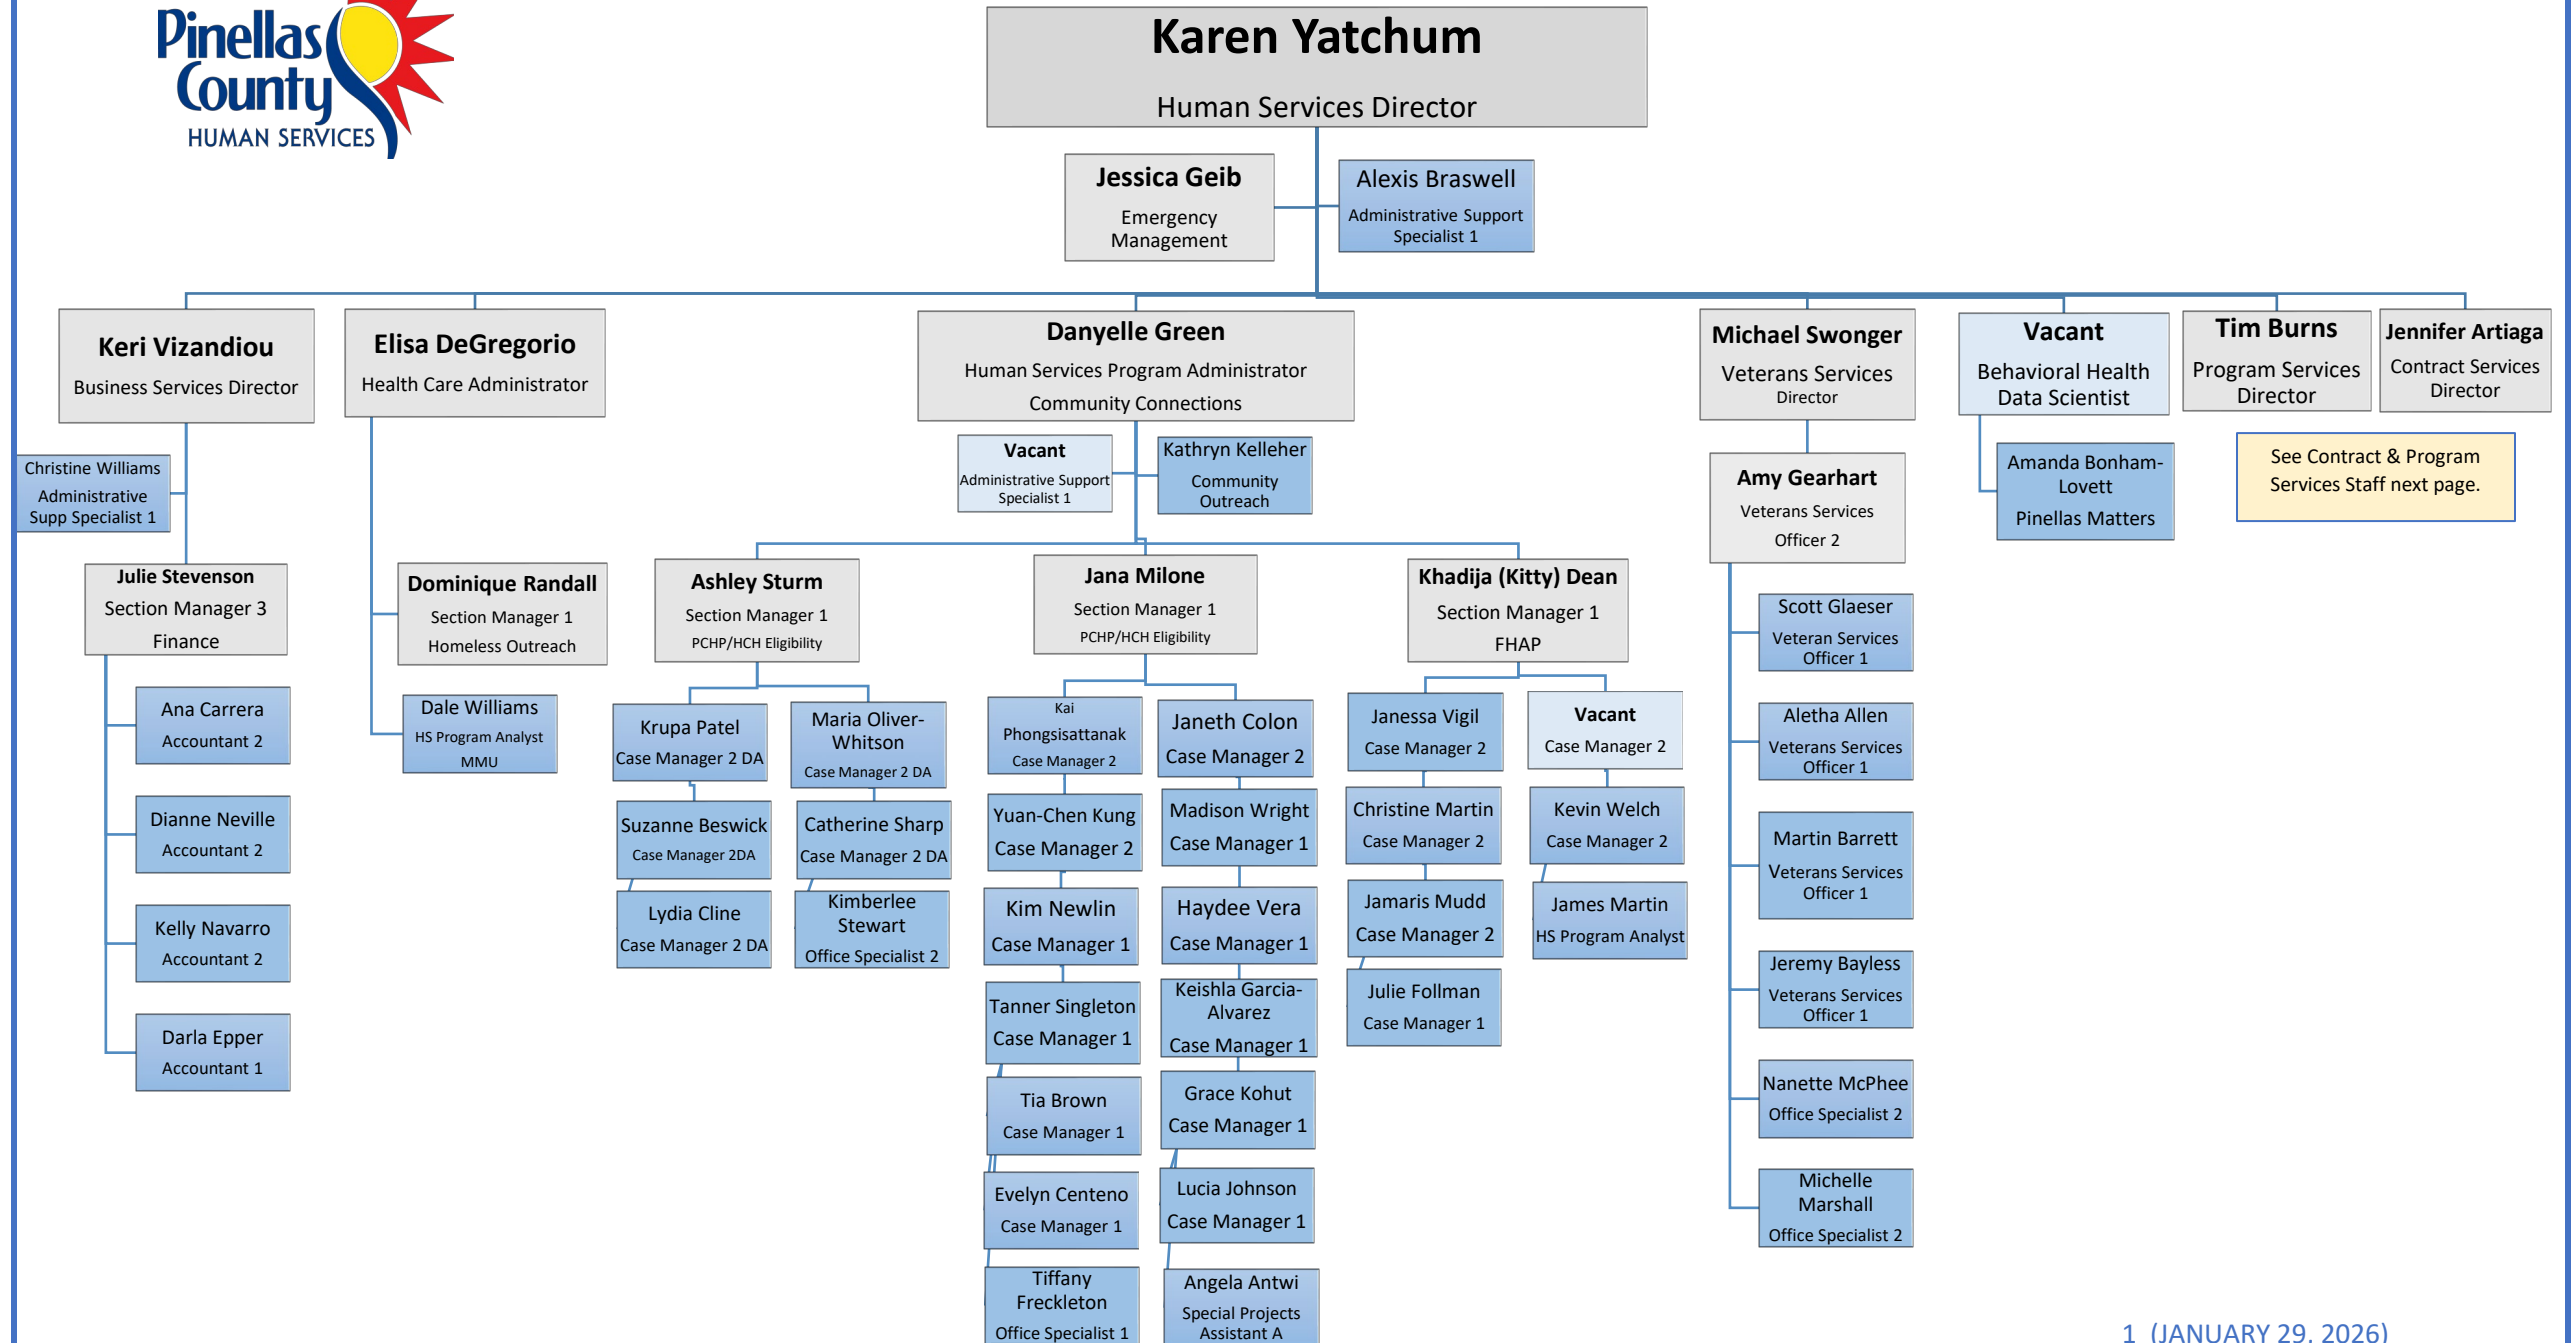 Pinellas
County
HUMAN SERVICES
Karen Yatchum
Human Services Director
Jessica Geib
Emergency
Management
Alexis Braswell
Administrative Support
Specialist 1
Keri Vizandiou
Business Services Director
Elisa DeGregorio
Health Care Administrator
Danyelle Green
Human Services Program Administrator
Community Connections
Michael Swonger
Veterans Services
Director
Vacant
Behavioral Health
Data Scientist
Tim Burns
Program Services
Director
Jennifer Artiaga
Contract Services
Director
Christine Williams
Administrative
Supp Specialist 1
Vacant
Administrative Support
Specialist 1
Kathryn Kelleher
Community
Outreach
Amy Gearhart
Veterans Services
Officer 2
Amanda Bonham-
Lovett
Pinellas Matters
See Contract & Program
Services Staff next page.
Julie Stevenson
Section Manager 3
Finance
Dominique Randall
Section Manager 1
Homeless Outreach
Ashley Sturm
Section Manager 1
PCHP/HCH Eligibility
Jana Milone
Section Manager 1
PCHP/HCH Eligibility
Khadija (Kitty) Dean
Section Manager 1
FHAP
Ana Carrera
Accountant 2
Dianne Neville
Accountant 2
Kelly Navarro
Accountant 2
Darla Epper
Accountant 1
Dale Williams
HS Program Analyst
MMU
Krupa Patel
Case Manager 2 DA
Suzanne Beswick
Case Manager 2DA
Lydia Cline
Case Manager 2 DA
Maria Oliver-
Whitson
Case Manager 2 DA
Catherine Sharp
Case Manager 2 DA
Kimberlee
Stewart
Office Specialist 2
Kai
Phongsisattanak
Case Manager 2
Yuan-Chen Kung
Case Manager 2
Kim Newlin
Case Manager 1
Tanner Singleton
Case Manager 1
Tia Brown
Case Manager 1
Evelyn Centeno
Case Manager 1
Tiffany
Freckleton
Office Specialist 1
Janeth Colon
Case Manager 2
Madison Wright
Case Manager 1
Haydee Vera
Case Manager 1
Keishla Garcia-
Alvarez
Case Manager 1
Grace Kohut
Case Manager 1
Lucia Johnson
Case Manager 1
Angela Antwi
Special Projects
Assistant A
Janessa Vigil
Case Manager 2
Christine Martin
Case Manager 2
Jamaris Mudd
Case Manager 2
Julie Follman
Case Manager 1
Vacant
Case Manager 2
Kevin Welch
Case Manager 2
James Martin
HS Program Analyst
Scott Glaeser
Veteran Services
Officer 1
Aletha Allen
Veterans Services
Officer 1
Martin Barrett
Veterans Services
Officer 1
Jeremy Bayless
Veterans Services
Officer 1
Nanette McPhee
Office Specialist 2
Michelle
Marshall
Office Specialist 2
1 (JANUARY 29, 2026)